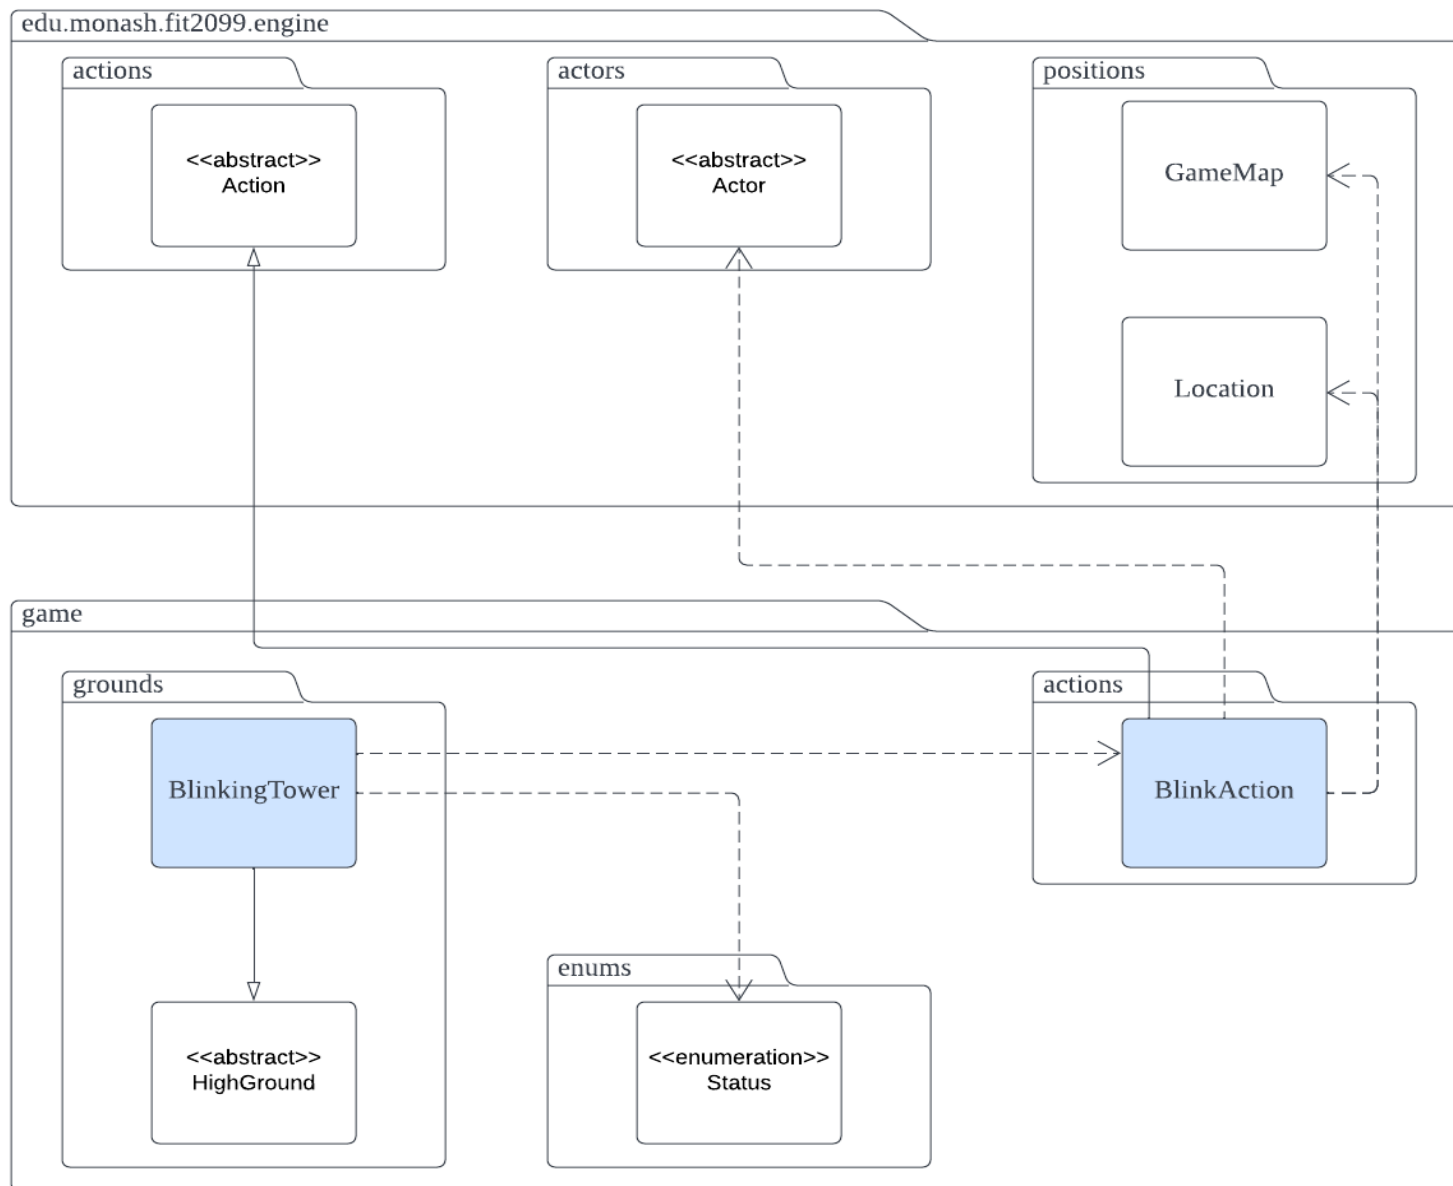 edu.monash.fit2099.engine
actions
actors
positions
<<abstract>>
Action
<<abstract>>
Actor
GameMap
Location
game
grounds
actions
BlinkingTower
BlinkAction
enums
<<abstract>>
HighGround
<<enumeration>>
Status